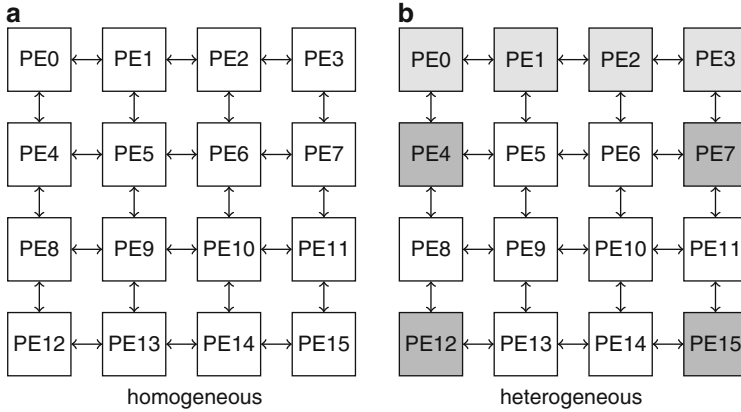 a
PE0 PE1 PE2 PE3
PE4 PE5 PE6 PE7
PE8 PE9 PE10 PE11
PE12 PE13 PE14 PE15
homogeneous
b
PE0 PE1 PE2 PE3
PE4 PE5 PE6 PE7
PE8 PE9 PE10 PE11
PE12 PE13 PE14 PE15
heterogeneous